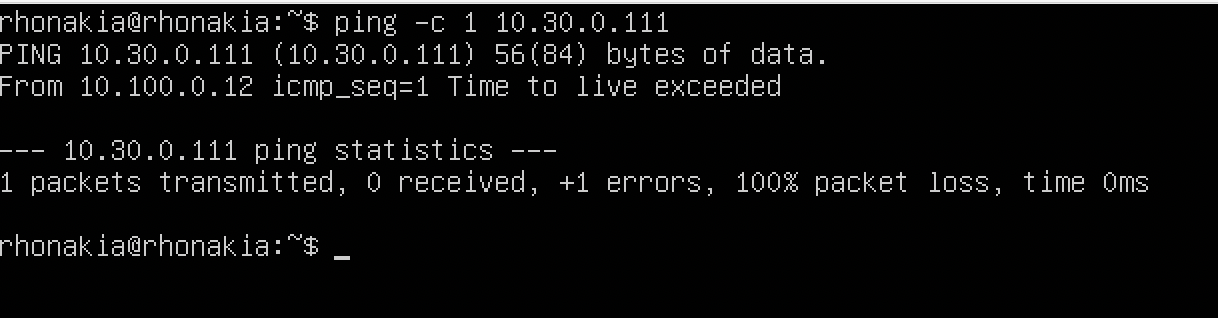 rhonakia@rhonakia:~$ ping -c 1 10.30.0.111
PING 10.30.0.111 (10.30.0.111) 56(84) bytes of data.
From 10.100.0.12 icmp_seq=1 Time to live exceeded
--- 10.30.0.111 ping statistics ---
1 packets transmitted, 0 received, +1 errors, 100% packet loss, time 0ms
rhonakia@rhonakia:~$ _